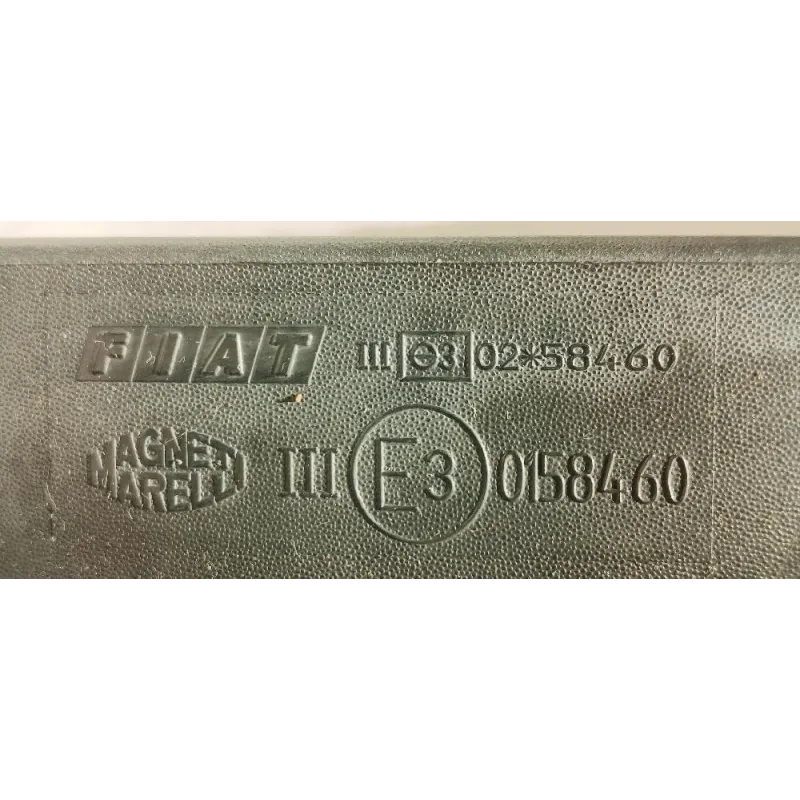 FIAT III e3 02*58460
MAGNETI MARELLI III E3 0158460